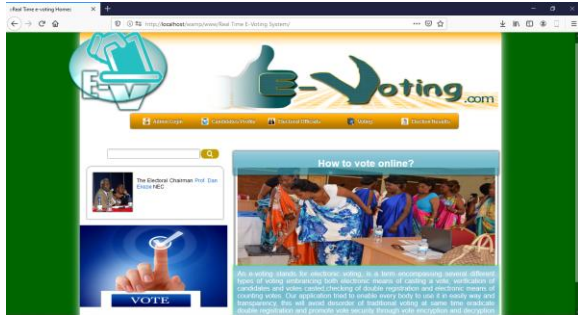 Real Time e-voting Homes
http://localhost/wamp/www/Real Time E-Voting System/
E-V
E-Voting.com
Admin Login
Candidates Profile
Electoral Officials
Voting
Election Results
How to vote online?
The Electoral Chairman Prof. Dan
NEC
VOTE
An e-voting stands for electronic voting, is a term encompassing several different
types of voting embracing both electronic means of casting a vote, verification of
candidates and votes casted,checking of double registration and electronic means of
counting votes. Our application tried to enable every body to use it in easily way and
transparency, this will avoid desorder of traditional voting at same time eradicate
double registration and promote vote security through vote encryption and decryption